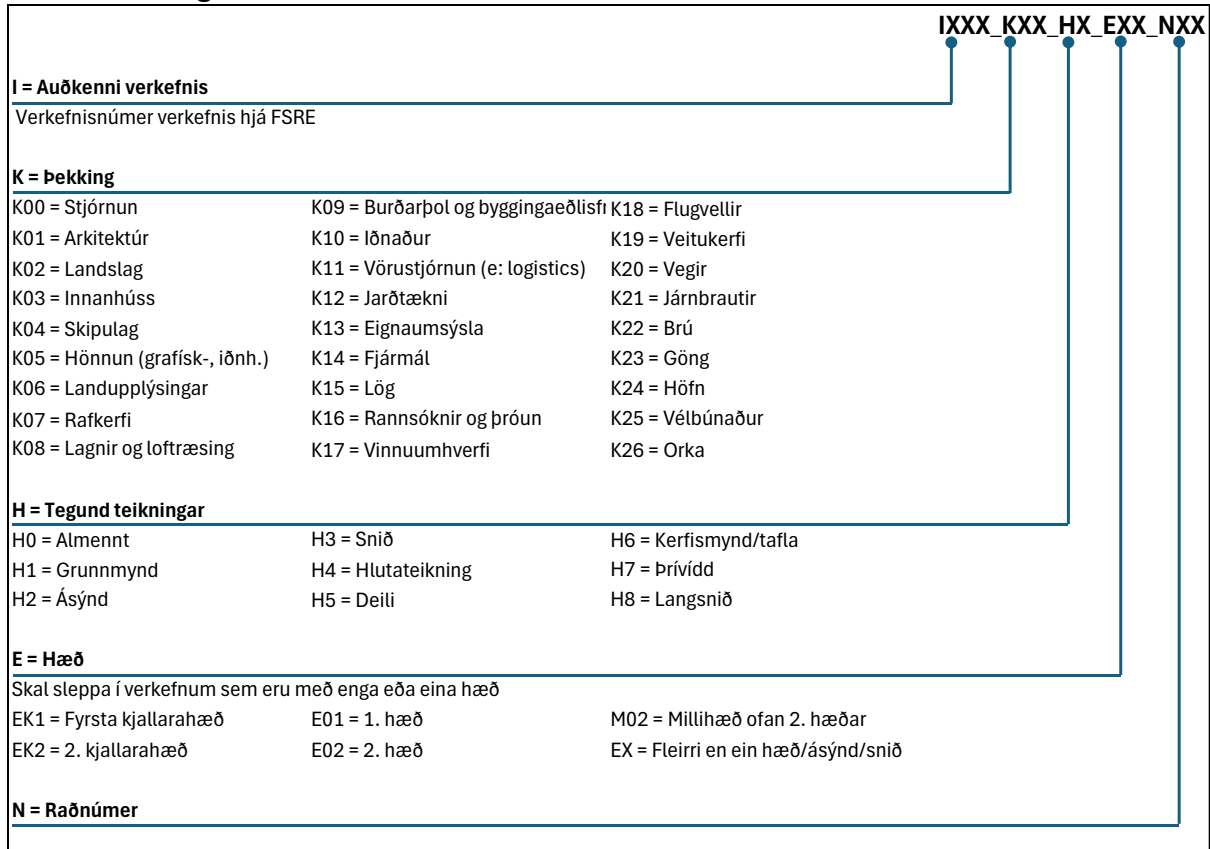 IXXX_KXX_HX_EXX_NXX
I = Auðkenni verkefnis
Verkefnisnúmer verkefnis hjá FSRE
K = Þekking
K00 = Stjórnun K09 = Burðarþol og byggingaeðlisfr K18 = Flugvellir
K01 = Arkitektúr K10 = Iðnaður K19 = Veitukerfi
K02 = Landslag K11 = Vörustjórnun (e: logistics) K20 = Vegir
K03 = Innanhúss K12 = Jarðtækni K21 = Járnbrautir
K04 = Skipulag K13 = Eignaumsýsla K22 = Brú
K05 = Hönnun (grafísk-, iðnh.) K14 = Fjármál K23 = Göng
K06 = Landupplýsingar K15 = Lög K24 = Höfn
K07 = Rafkerfi K16 = Rannsóknir og þróun K25 = Vélbúnaður
K08 = Lagnir og loftræsing K17 = Vinnuumhverfi K26 = Orka
H = Tegund teikningar
H0 = Almennt H3 = Snið H6 = Kerfismynd/tafla
H1 = Grunnmynd H4 = Hlutateikning H7 = Þrívídd
H2 = Ásýnd H5 = Deili H8 = Langsnið
E = Hæð
Skal sleppa í verkefnum sem eru með enga eða eina hæð
EK1 = Fyrsta kjallarahæð E01 = 1. hæð M02 = Millihæð ofan 2. hæðar
EK2 = 2. kjallarahæð E02 = 2. hæð EX = Fleirri en ein hæð/ásýnd/snið
N = Raðnúmer